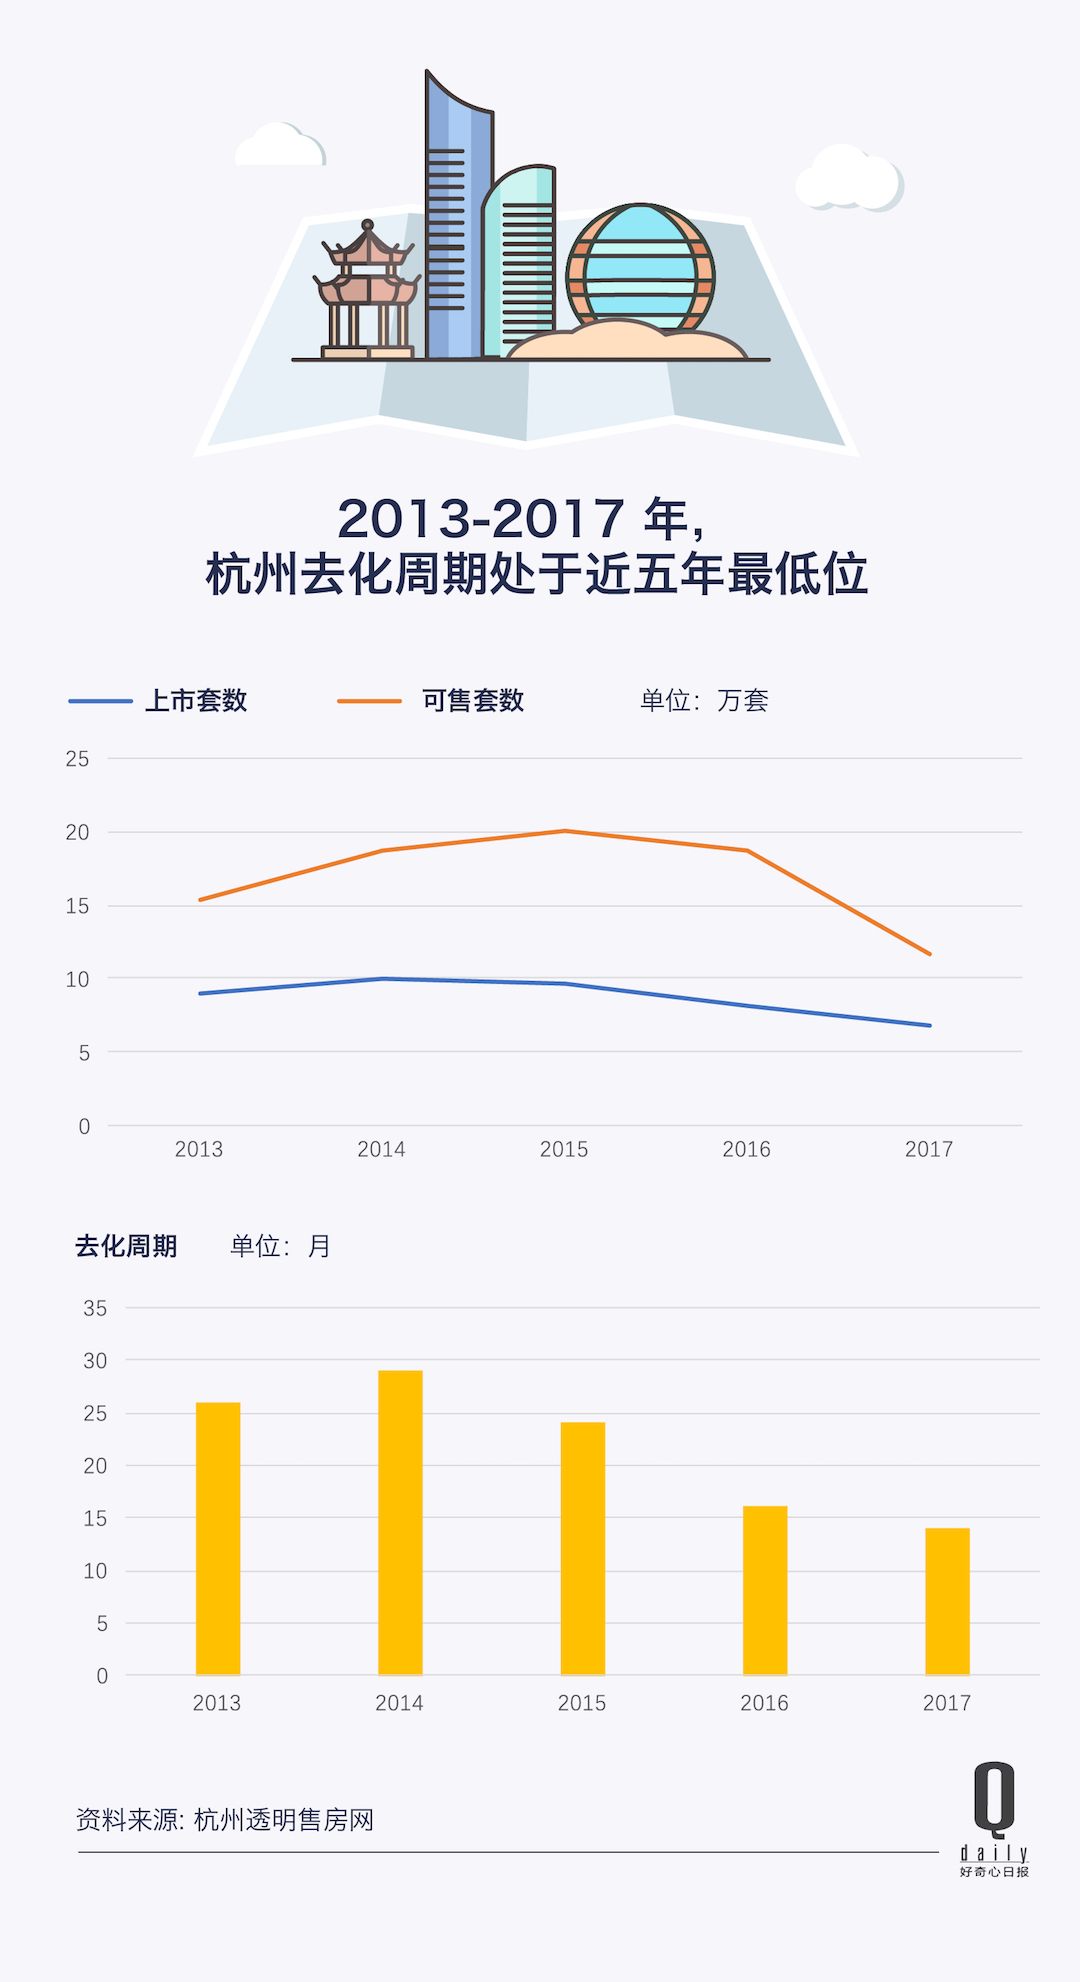 2013-2017 年，
杭州去化周期处于近五年最低位
上市套数 可售套数 单位：万套
25
20
15
10
5
0
2013 2014 2015 2016 2017
去化周期 单位：月
35
30
25
20
15
10
5
0
2013 2014 2015 2016 2017
资料来源: 杭州透明售房网
Q
daily
好奇心日报